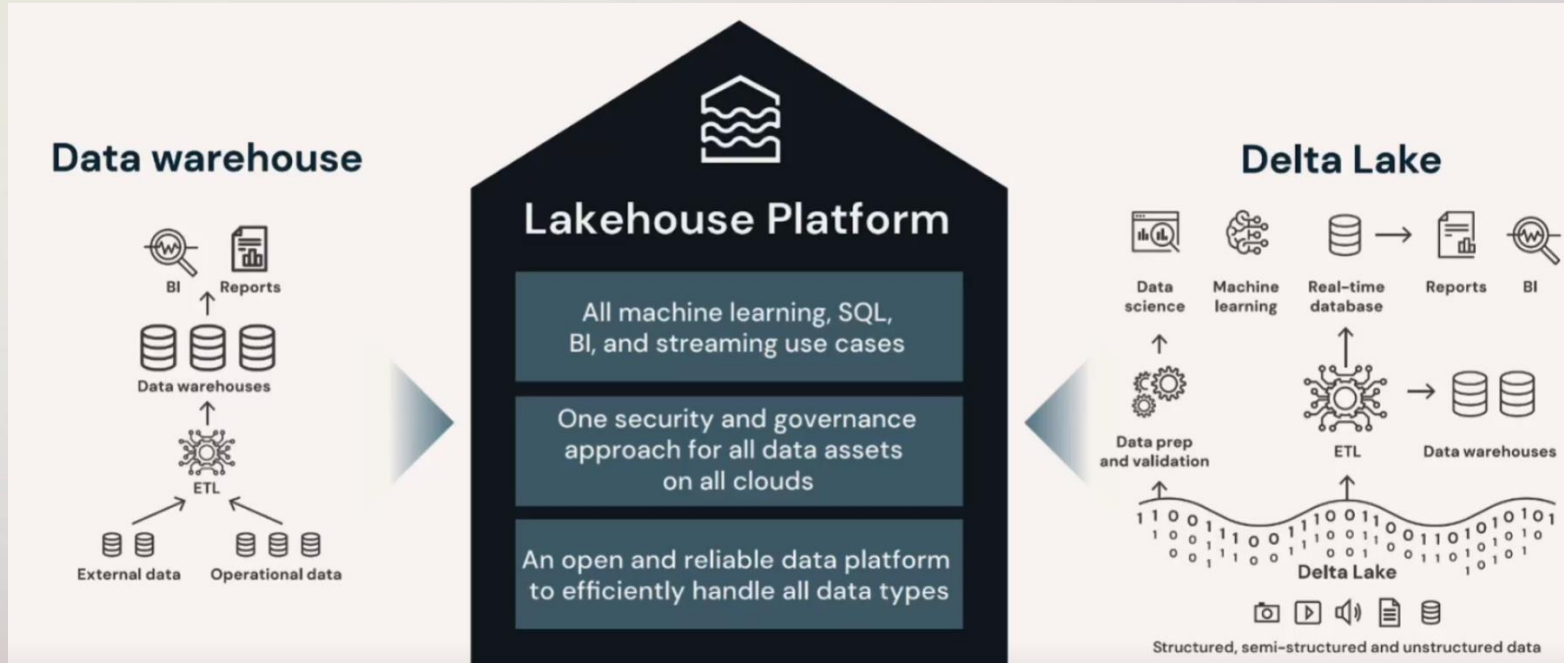 Data warehouse
BI
Reports
Data warehouses
ETL
External data
Operational data
Lakehouse Platform
All machine learning, SQL,
BI, and streaming use cases
One security and governance
approach for all data assets
on all clouds
An open and reliable data platform
to efficiently handle all data types
Delta Lake
Data
science
Machine
learning
Real-time
database
Reports
BI
Data prep
and validation
ETL
Data warehouses
Delta Lake
Structured, semi-structured and unstructured data